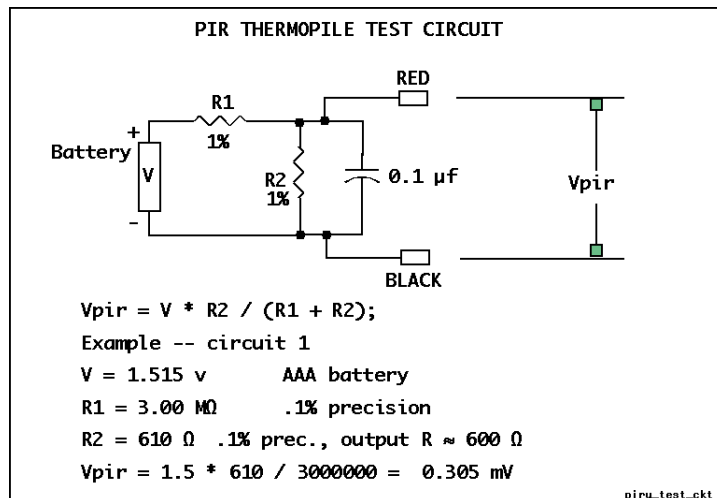 PIR THERMOPILE TEST CIRCUIT
RED
R1
1%
+
Battery
V
R2
1%
0.1 µf
Vpir
-
BLACK
Vpir = V * R2 / (R1 + R2);
Example -- circuit 1
V = 1.515 v AAA battery
R1 = 3.00 MΩ .1% precision
R2 = 610 Ω .1% prec., output R ≈ 600 Ω
Vpir = 1.5 * 610 / 3000000 = 0.305 mV
piru_test_ckt